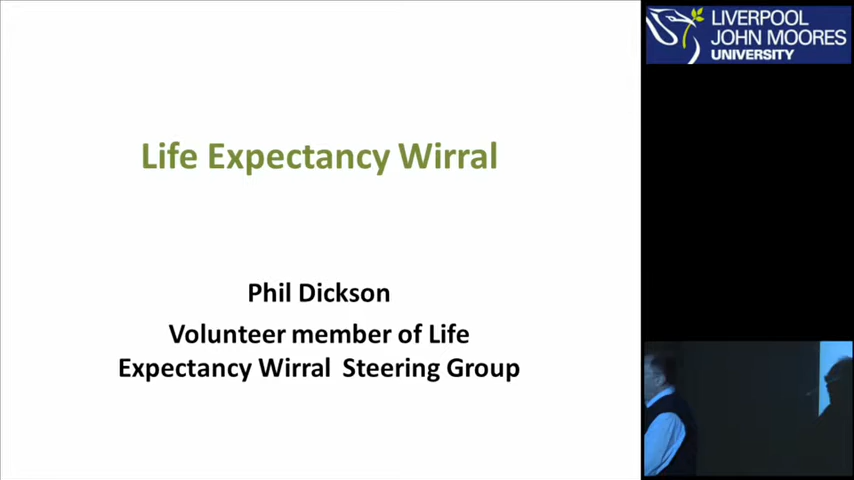 Life Expectancy Wirral
Phil Dickson
Volunteer member of Life
Expectancy Wirral Steering Group
LIVERPOOL
JOHN MOORES
UNIVERSITY